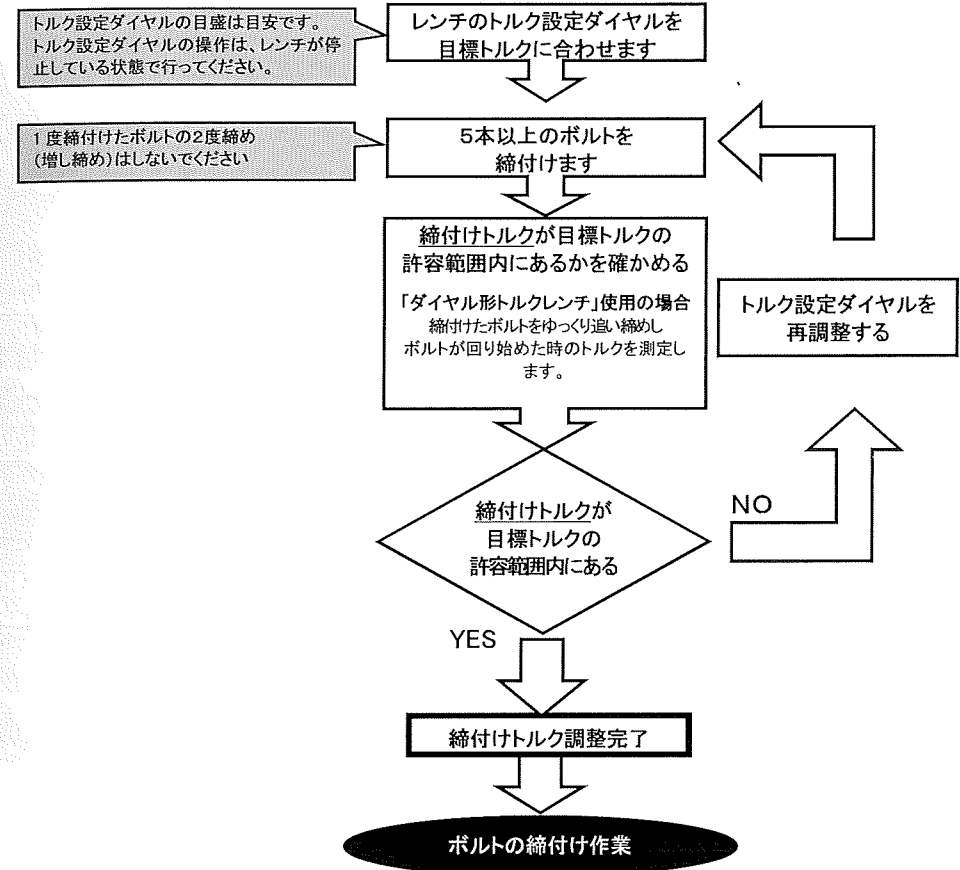 トルク設定ダイヤルの目盛は目安です。
トルク設定ダイヤルの操作は、レンチが停
止している状態で行ってください。
レンチのトルク設定ダイヤルを
目標トルクに合わせます
1度締付けたボルトの2度締め
(増し締め)はしないでください
5本以上のボルトを
締付けます
締付けトルクが目標トルクの
許容範囲内にあるかを確かめる
「ダイヤル形トルクレンチ」使用の場合
締付けたボルトをゆっくり追い締めし
ボルトが回り始めた時のトルクを測定し
ます。
トルク設定ダイヤルを
再調整する
締付けトルクが
目標トルクの
許容範囲内にある
NO
YES
締付けトルク調整完了
ボルトの締付け作業